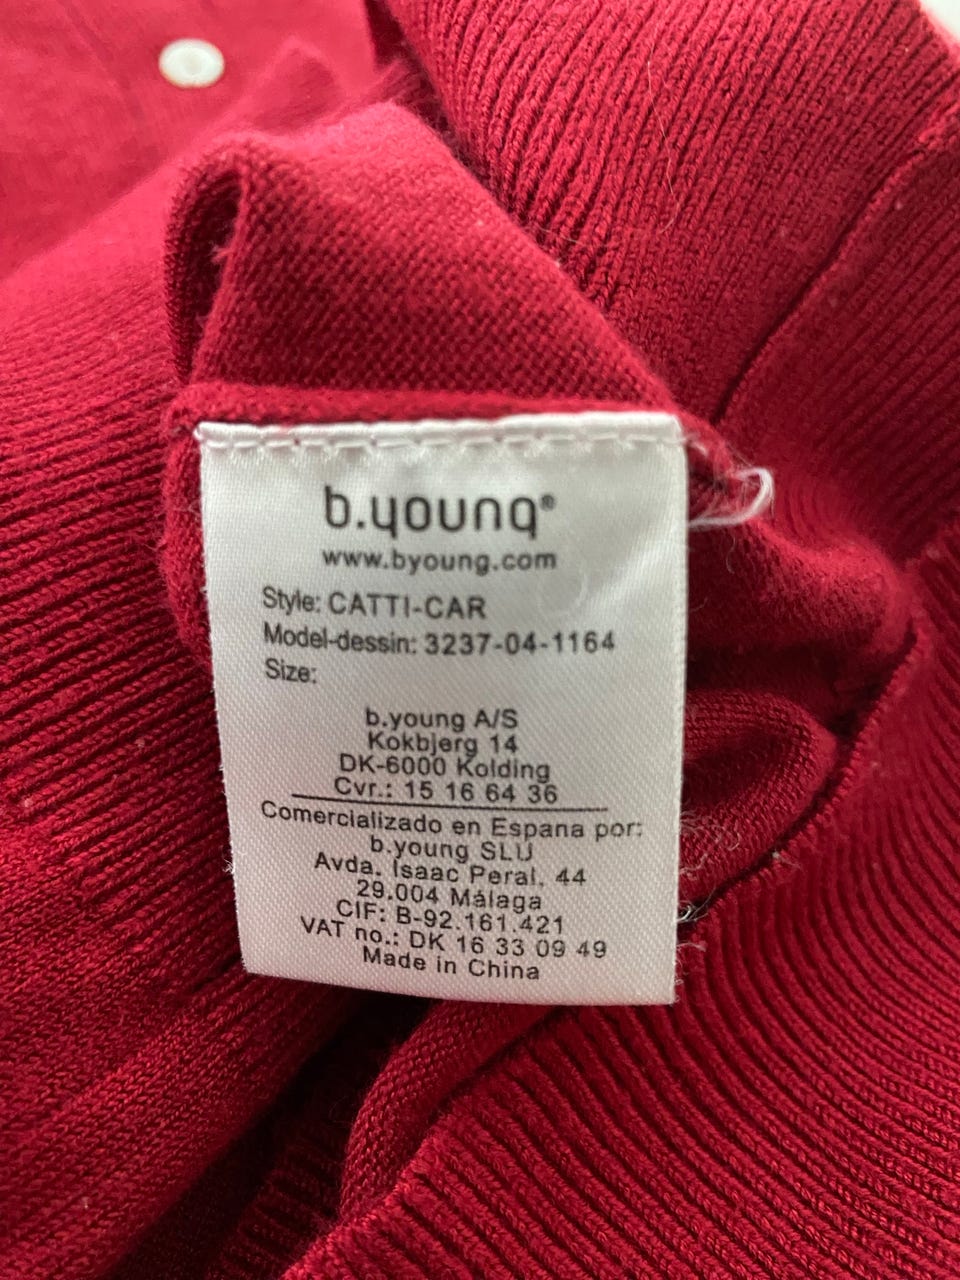 b.young®
www.byoung.com
Style: CATTI-CAR
Model-dessin: 3237-04-1164
Size:
b.young A/S
Kokbjerg 14
DK-6000 Kolding
Cvr.: 15 16 64 36
Comercializado en Espana por:
b.young SLU
Avda. Isaac Peral, 44
29.004 Málaga
CIF: B-92.161.421
VAT no.: DK 16 33 09 49
Made in China